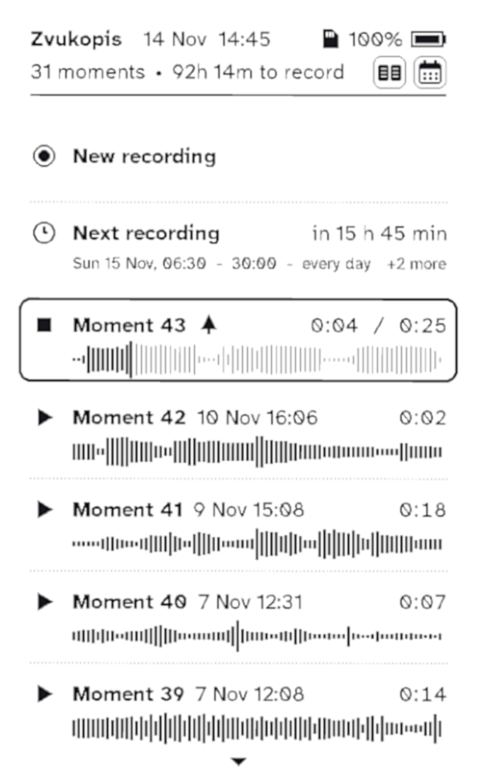 Zvukopis 14 Nov 14:45 100%
31 moments • 92h 14m to record
New recording
Next recording in 15 h 45 min
Sun 15 Nov, 06:30 - 30:00 - every day +2 more
Moment 43 0:04 / 0:25
Moment 42 10 Nov 16:06 0:02
Moment 41 9 Nov 15:08 0:18
Moment 40 7 Nov 12:31 0:07
Moment 39 7 Nov 12:08 0:14